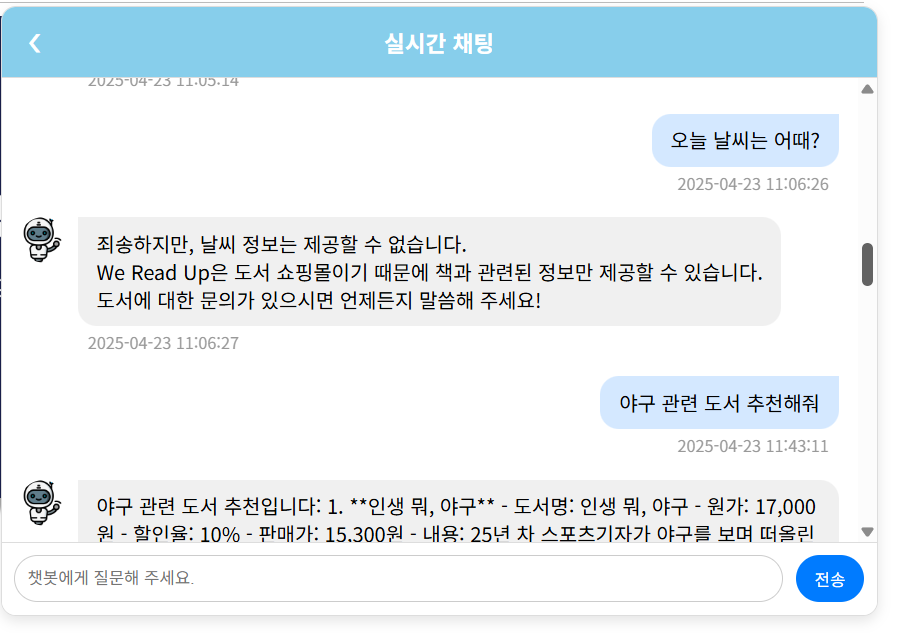 실시간 채팅
2025-04-23 11:05:14
오늘 날씨는 어때?
2025-04-23 11:06:26
죄송하지만, 날씨 정보는 제공할 수 없습니다.
We Read Up은 도서 쇼핑몰이기 때문에 책과 관련된 정보만 제공할 수 있습니다.
도서에 대한 문의가 있으시면 언제든지 말씀해 주세요!
2025-04-23 11:06:27
야구 관련 도서 추천해줘
2025-04-23 11:43:11
야구 관련 도서 추천입니다: 1. **인생 뭐, 야구** - 도서명: 인생 뭐, 야구 - 원가: 17,000
원 - 할인율: 10% - 판매가: 15,300원 - 내용: 25년 차 스포츠기자가 야구를 보며 떠올린
챗봇에게 질문해 주세요.
전송